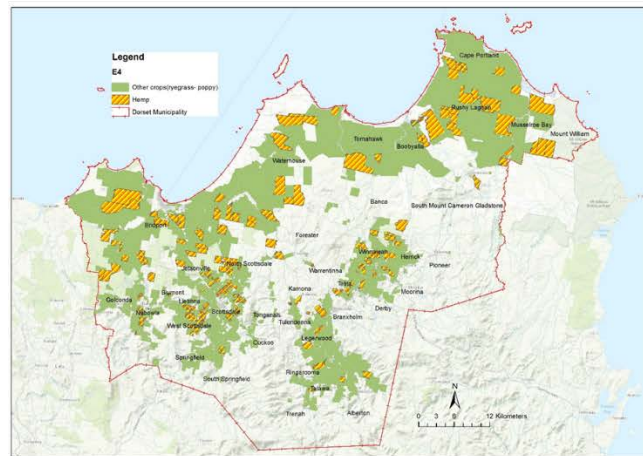 Legend
E4
Other crops(ryegrass- poppy)
Hemp
Dorset Municipality
Cape Portland
Rushy Lagoon
Musselroe Bay
Mount William
Tomahawk
Boobyalla
Waterhouse
South Mount Cameron Gladstone
Banca
Bridport
Forester
Winnaleah
Herrick
Pioneer
Jetsonville
North Scottsdale
Warrentinna
Telita
Moorina
Golconda
Blumont
Lietinna
Kamona
Derby
Nabowla
Scottsdale
Tonganah
Tulendeena
Branxholm
West Scottsdale
Legerwood
Cuckoo
Springfield
South Springfield
Ringarooma
Talawa
Trenah
Alberton
N
0 3 6 12 Kilometers